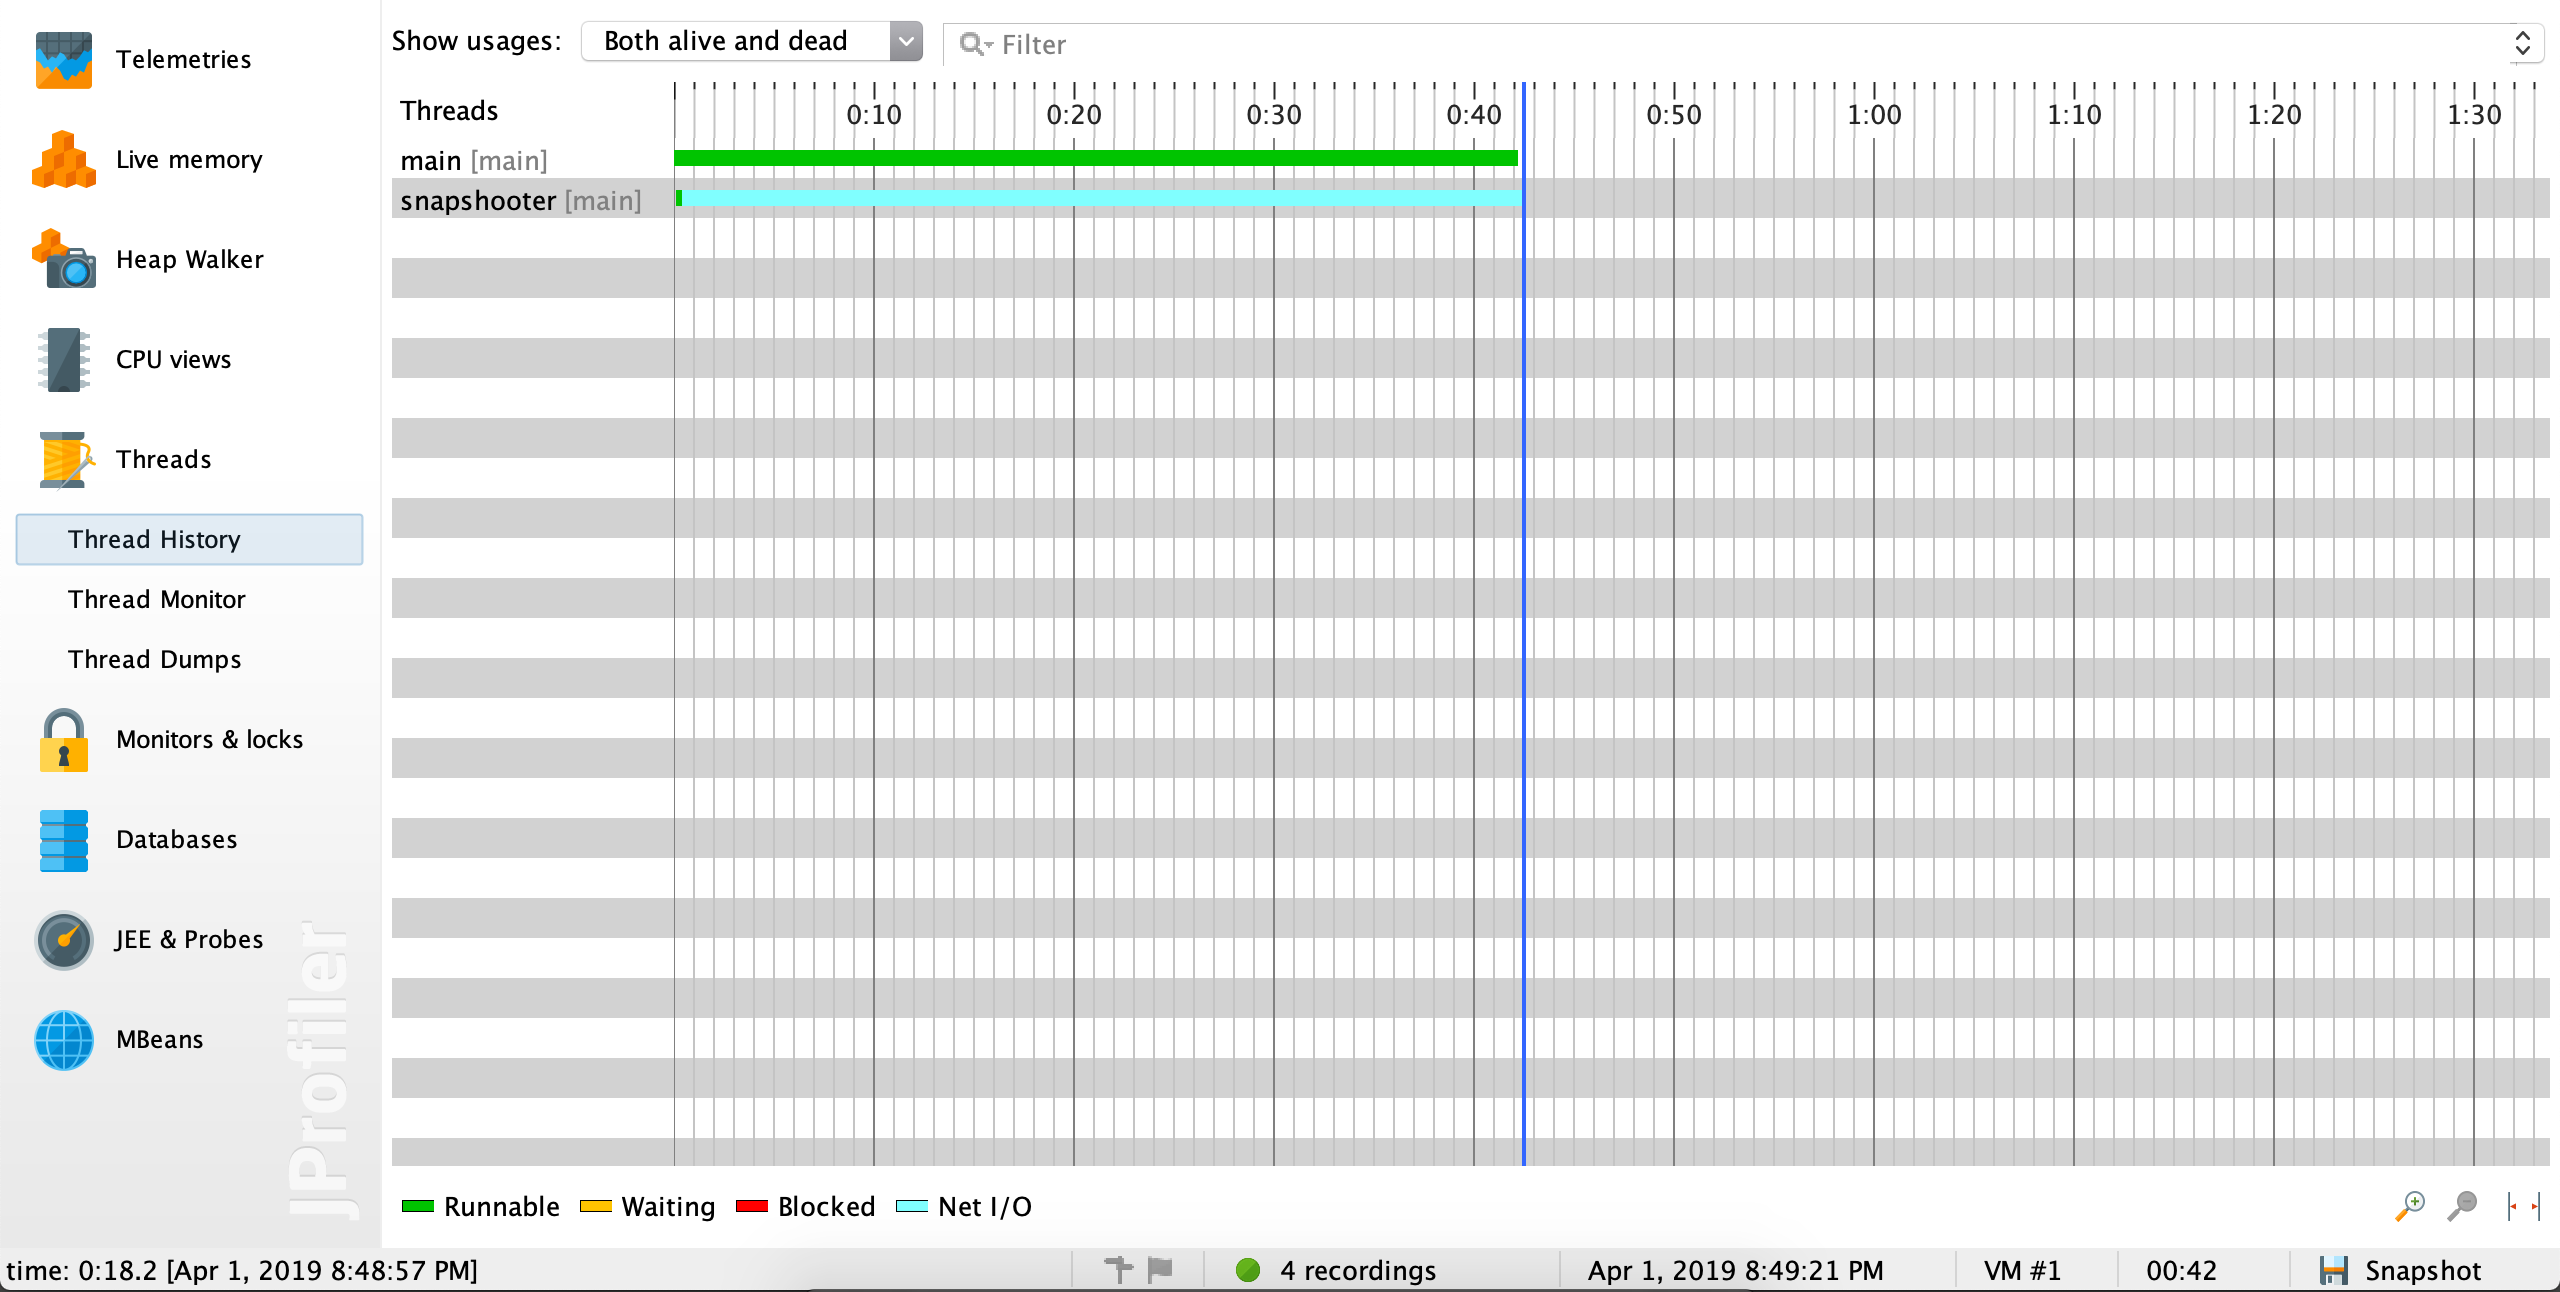 Telemetries
Live memory
Heap Walker
CPU views
Threads
Thread History
Thread Monitor
Thread Dumps
Monitors & locks
Databases
JEE & Probes
MBeans
JProfiler
Show usages: Both alive and dead Filter
Threads 0:10 0:20 0:30 0:40 0:50 1:00 1:10 1:20 1:30
main [main]
snapshooter [main]
Runnable Waiting Blocked Net I/O
time: 0:18.2 [Apr 1, 2019 8:48:57 PM] 4 recordings Apr 1, 2019 8:49:21 PM VM #1 00:42 Snapshot